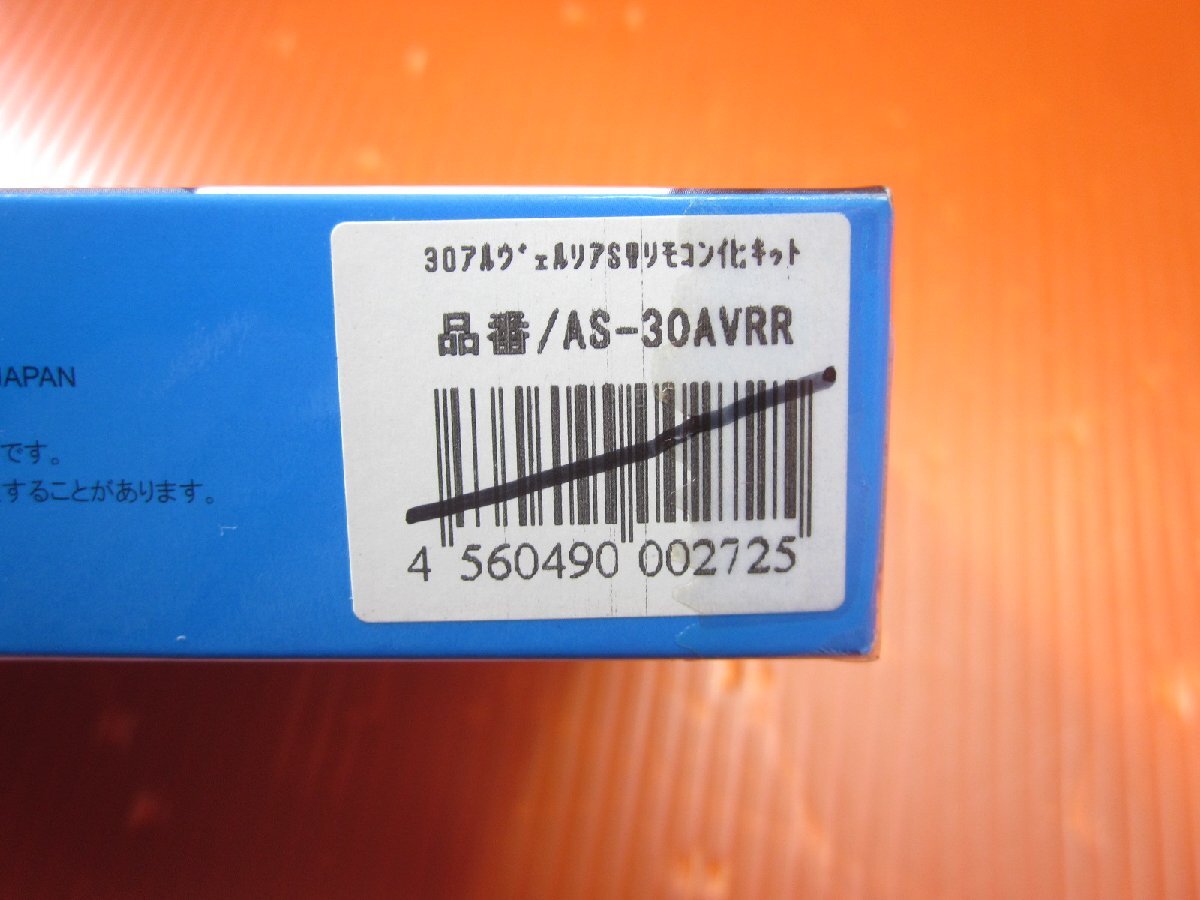 30アルヴェルリアS専リモコン化キット
品番/AS-30AVRR
4 560490 002725
JAPAN
です。
することがあります。